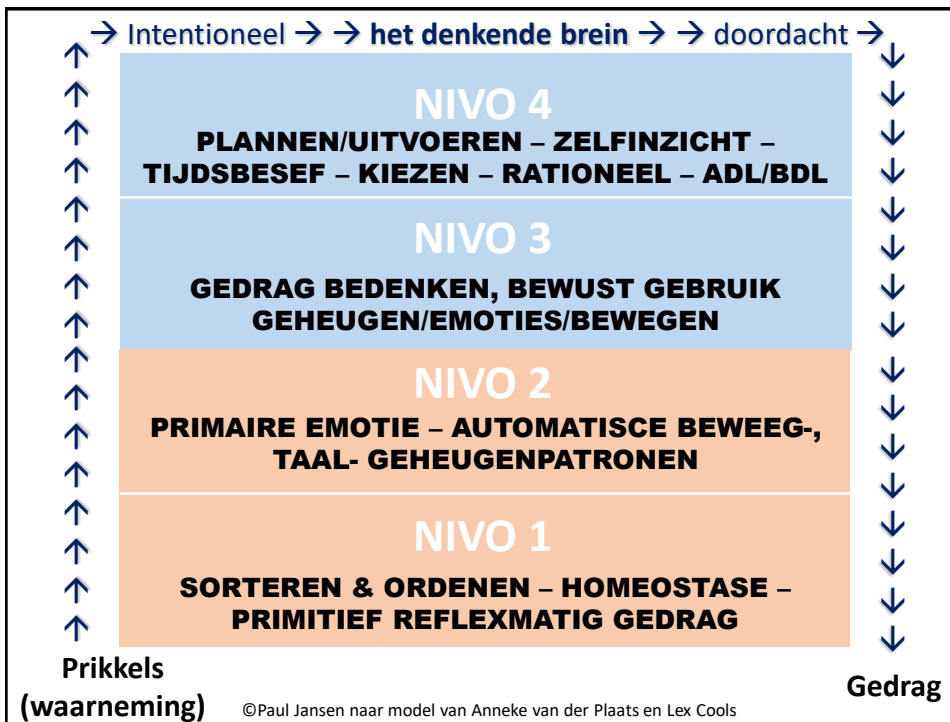 → Intentioneel → → het denkende brein → → doordacht →
NIVO 4
PLANNEN/UITVOEREN – ZELFINZICHT –
TIJDSBESEF – KIEZEN – RATIONEEL – ADL/BDL
NIVO 3
GEDRAG BEDENKEN, BEWUST GEBRUIK
GEHEUGEN/EMOTIES/BEWEGEN
NIVO 2
PRIMAIRE EMOTIE – AUTOMATISCE BEWEEG-,
TAAL- GEHEUGENPATRONEN
NIVO 1
SORTEREN & ORDENEN – HOMEOSTASE –
PRIMITIEF REFLEXMATIG GEDRAG
Prikkels
(waarneming)
Gedrag
©Paul Jansen naar model van Anneke van der Plaats en Lex Cools